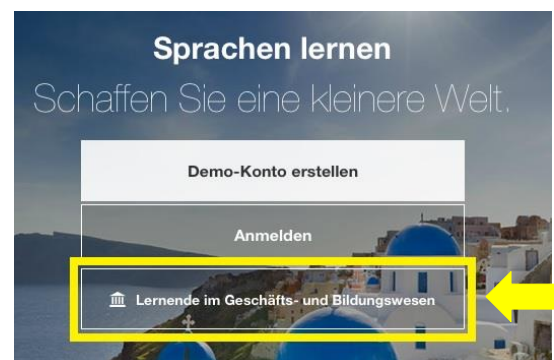 Sprachen lernen
Schaffen Sie eine kleinere Welt.
Demo-Konto erstellen
Anmelden
Lernende im Geschäfts- und Bildungswesen